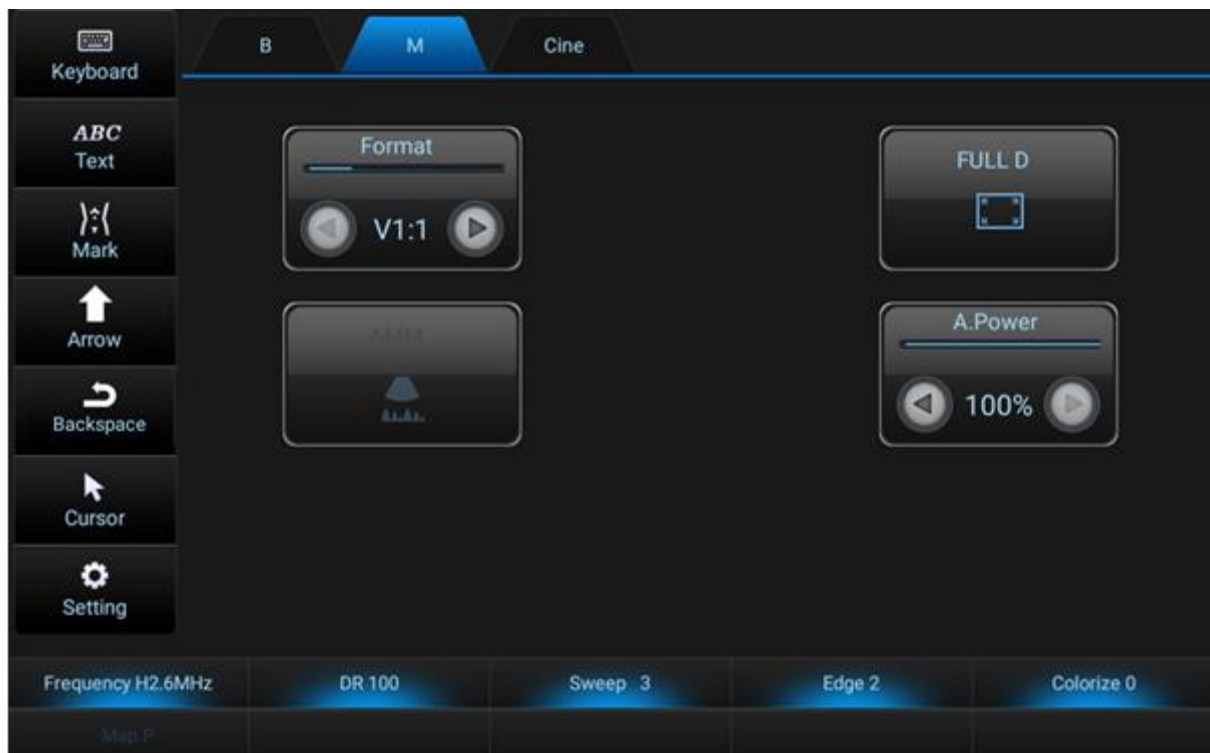 Keyboard
B
M
Cine
ABC
Text
Mark
Arrow
Backspace
Cursor
Setting
Format
V1:1
FULL D
A.Power
100%
Frequency H2.6MHz
DR 100
Sweep 3
Edge 2
Colorize 0
Map P